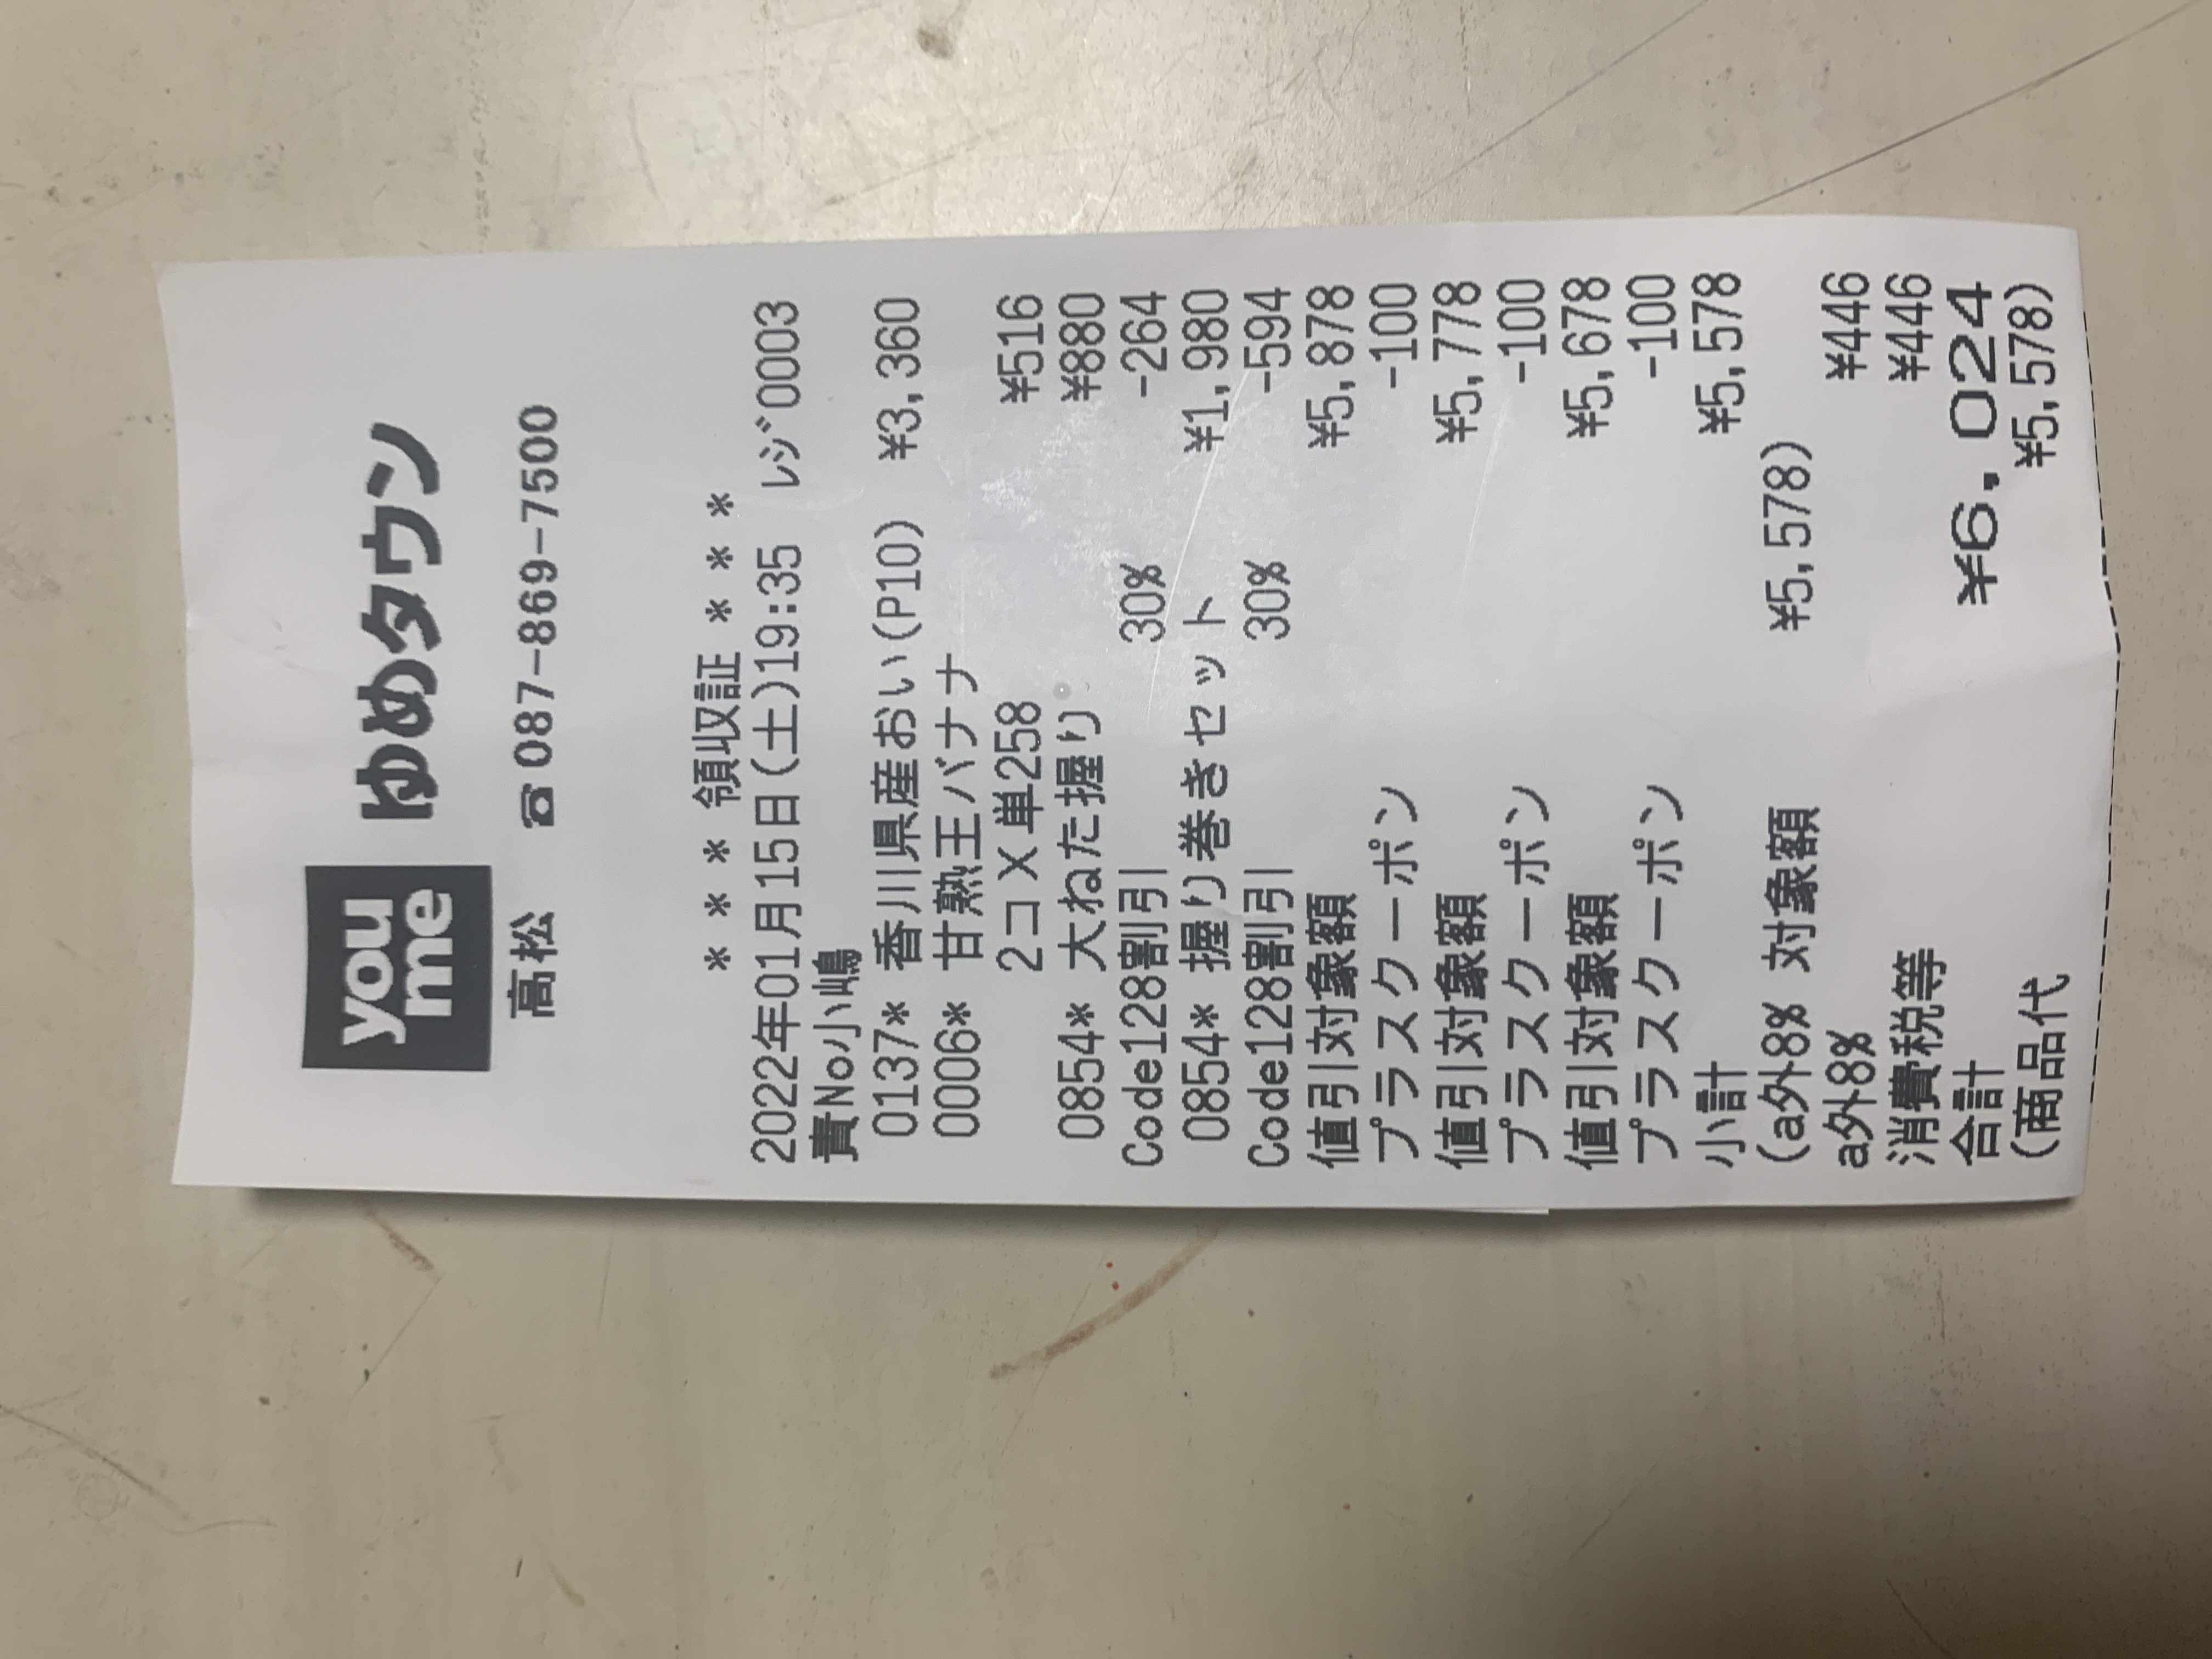 you me ゆめタウン
高松 ☎087-869-7500
＊＊＊ 領収証 ＊＊＊
2022年01月15日(土)19:35 レジ0003
責No小嶋
0137* 香川県産おい(P10) ¥3,360
0006* 甘熟王バナナ
2コX単258 ¥516
0854* 大ねた握り ¥880
Code128割引 30% -264
0854* 握り巻きセット ¥1,980
Code128割引 30% -594
値引対象額 ¥5,878
プラスクーポン -100
値引対象額 ¥5,778
プラスクーポン -100
値引対象額 ¥5,678
プラスクーポン -100
小計 ¥5,578
(a外8% 対象額 ¥5,578)
a外8% ¥446
消費税等 ¥446
合計 ¥6,024
(商品代 ¥5,578)